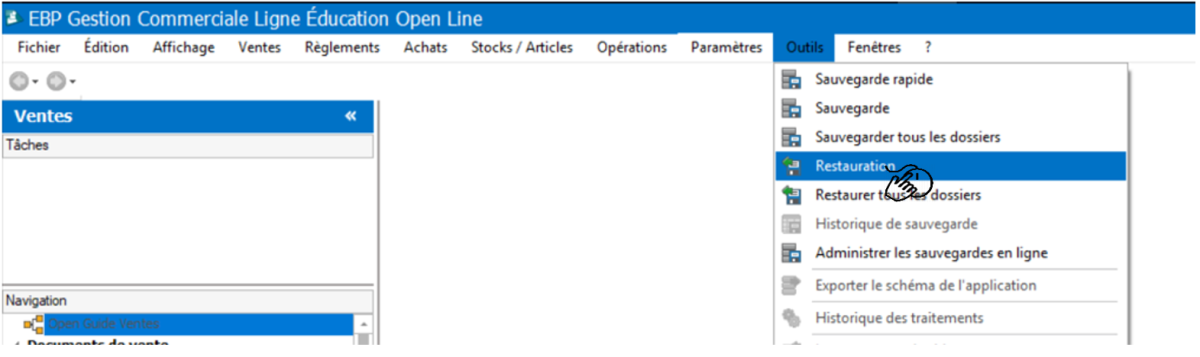 EBP Gestion Commerciale Ligne Éducation Open Line
Fichier Édition Affichage Ventes Règlements Achats Stocks / Articles Opérations Paramètres Outils Fenêtres ?
Sauvegarde rapide
Ventes «
Sauvegarde
Tâches
Sauvegarder tous les dossiers
Restauration
Restaurer tous les dossiers
Historique de sauvegarde
Administrer les sauvegardes en ligne
Exporter le schéma de l'application
Navigation
Historique des traitements
Open Guide Ventes
Documents de vente